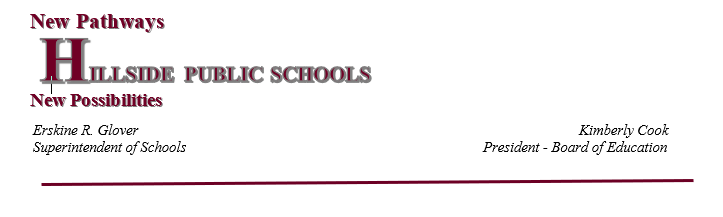 New Pathways
HILLSIDE PUBLIC SCHOOLS
New Possibilities
Erskine R. Glover Kimberly Cook
Superintendent of Schools President - Board of Education